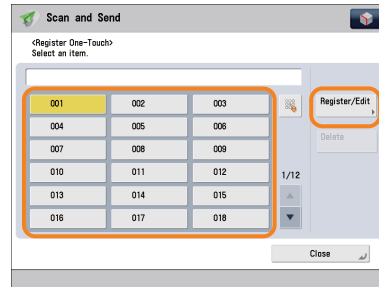 Scan and Send
<Register One-Touch>
Select an item.
001 002 003
Register/Edit
004 005 006
Delete
007 008 009
010 011 012
1/12
013 014 015
016 017 018
Close